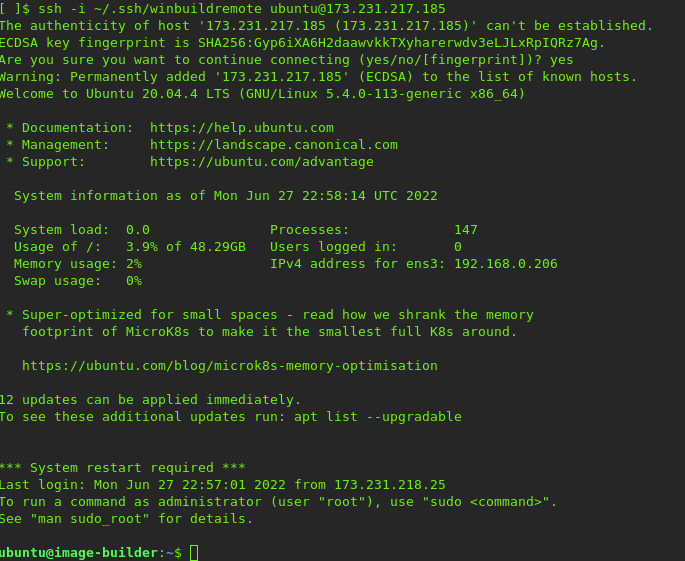 [ ]$ ssh -i ~/.ssh/winbuildremote ubuntu@173.231.217.185
The authenticity of host '173.231.217.185 (173.231.217.185)' can't be established.
ECDSA key fingerprint is SHA256:Gyp6iXA6H2daawvkkTXyharerwdv3eLJLxRpIQRz7Ag.
Are you sure you want to continue connecting (yes/no/[fingerprint])? yes
Warning: Permanently added '173.231.217.185' (ECDSA) to the list of known hosts.
Welcome to Ubuntu 20.04.4 LTS (GNU/Linux 5.4.0-113-generic x86_64)

 * Documentation:  https://help.ubuntu.com
 * Management:     https://landscape.canonical.com
 * Support:        https://ubuntu.com/advantage

  System information as of Mon Jun 27 22:58:14 UTC 2022

  System load:  0.0               Processes:             147
  Usage of /:   3.9% of 48.29GB   Users logged in:       0
  Memory usage: 2%                IPv4 address for ens3: 192.168.0.206
  Swap usage:   0%

 * Super-optimized for small spaces - read how we shrank the memory
   footprint of MicroK8s to make it the smallest full K8s around.

   https://ubuntu.com/blog/microk8s-memory-optimisation

12 updates can be applied immediately.
To see these additional updates run: apt list --upgradable


*** System restart required ***
Last login: Mon Jun 27 22:57:01 2022 from 173.231.218.25
To run a command as administrator (user "root"), use "sudo <command>".
See "man sudo_root" for details.

ubuntu@image-builder:~$